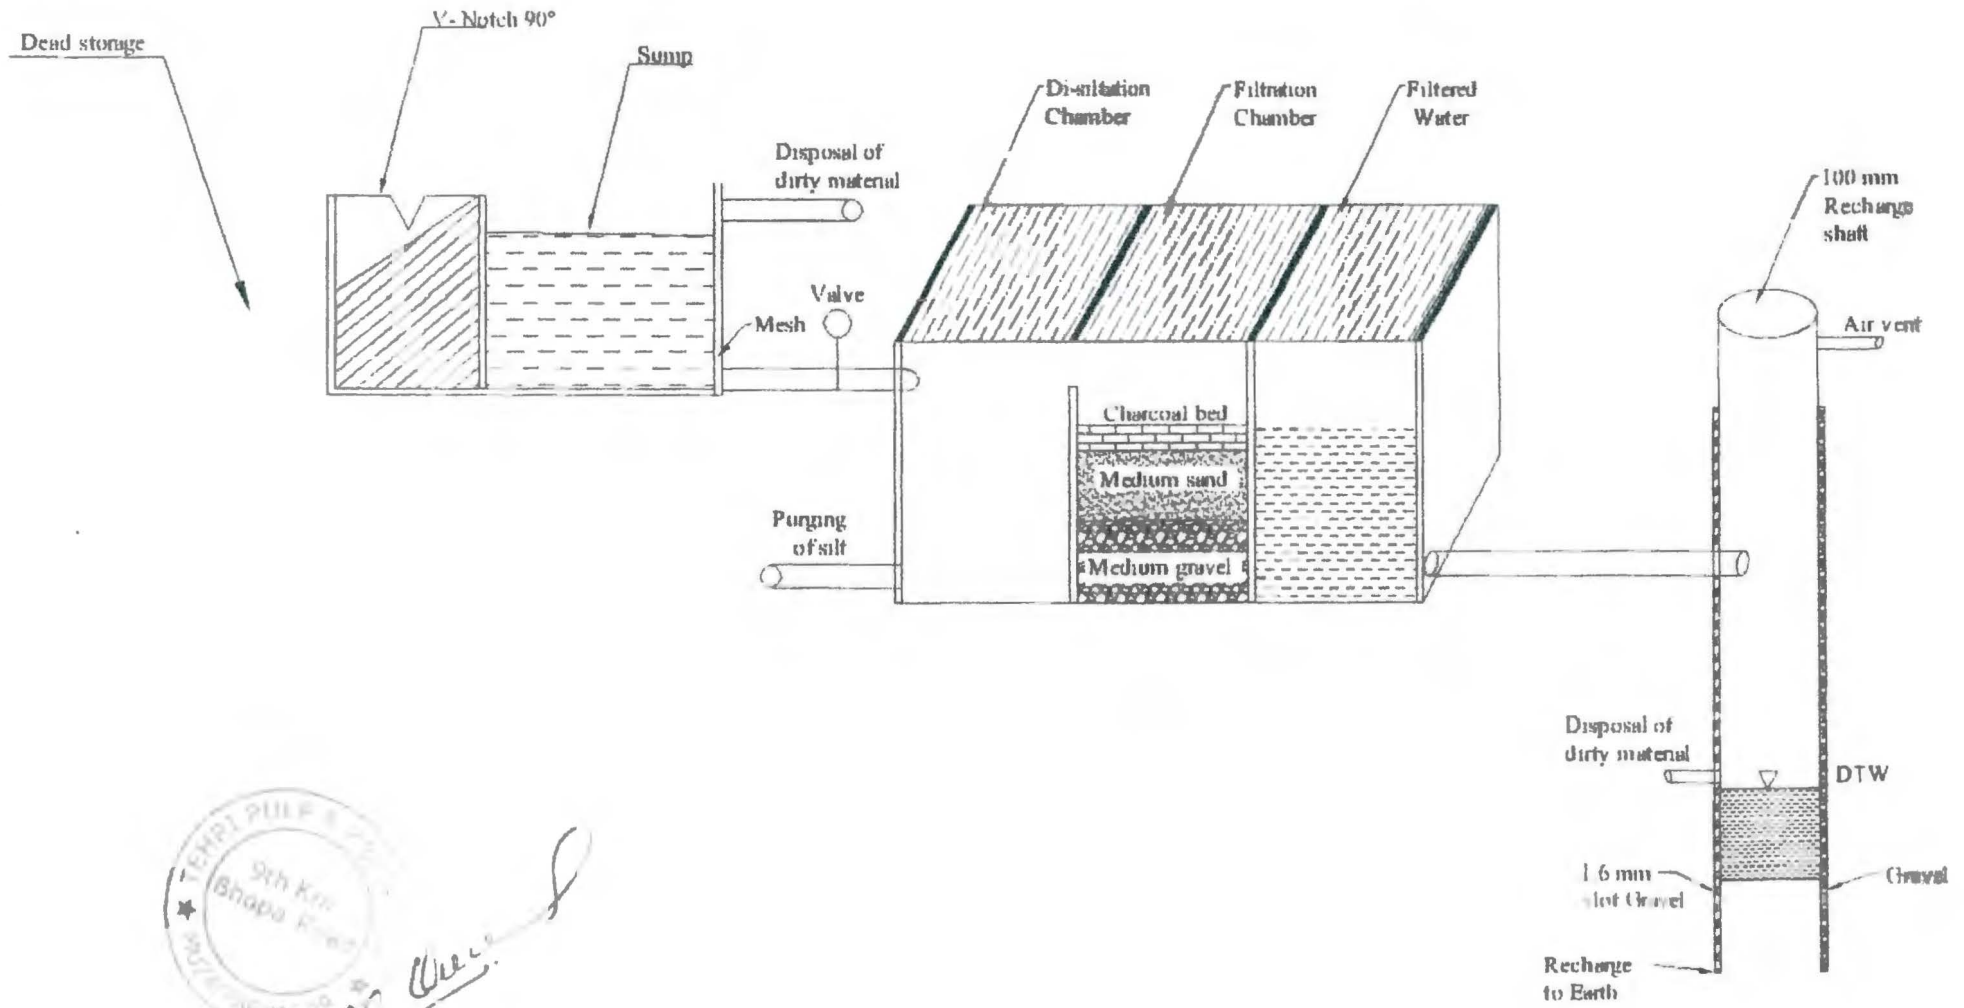 V- Notch 90°
Dead storage
Sump
Di-siltation
Chamber
Filtration
Chamber
Filtered
Water
Disposal of
dirty material
100 mm
Recharge
shaft
Valve
Mesh
Air vent
Charcoal bed
Medium sand
Purging
of silt
Medium gravel
Disposal of
dirty material
DTW
1.6 mm
slot Gravel
Gravel
Recharge
to Earth
TEHRI PULP &
9th Km
Bhopa Road